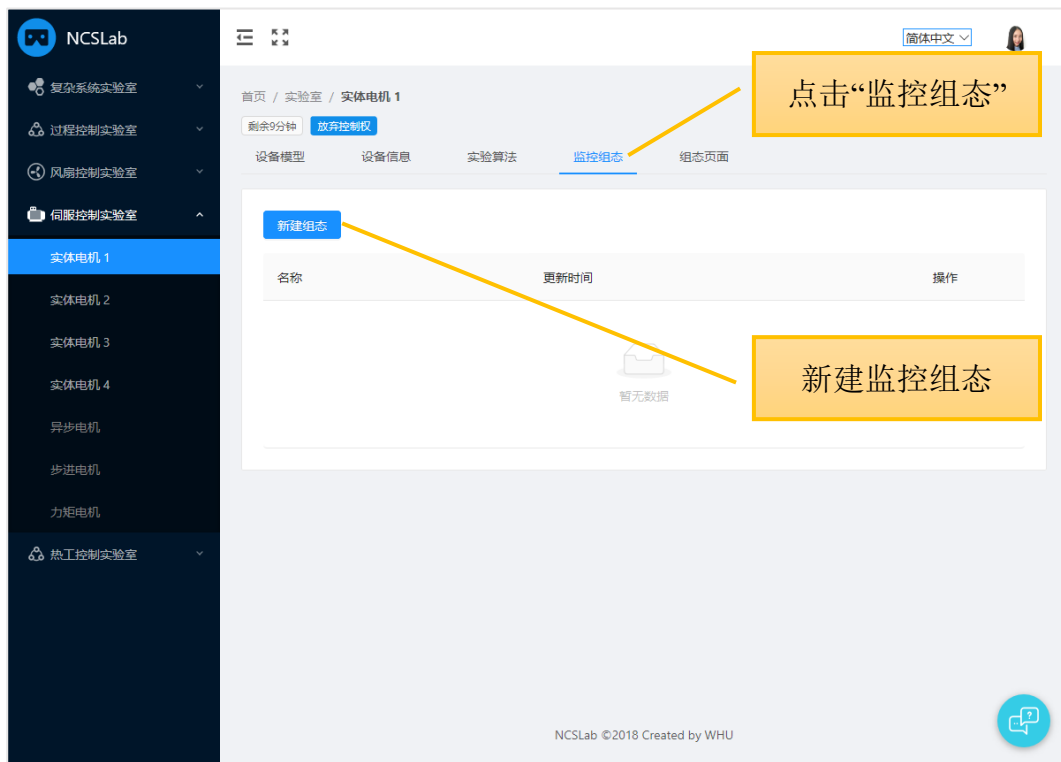 NCSLab
简体中文
复杂系统实验室
过程控制实验室
风扇控制实验室
伺服控制实验室
实体电机 1
实体电机 2
实体电机 3
实体电机 4
异步电机
步进电机
力矩电机
热工控制实验室
首页 / 实验室 / 实体电机 1
剩余9分钟 放弃控制权
设备模型 设备信息 实验算法 监控组态 组态页面
点击“监控组态”
新建组态
名称 更新时间 操作
暂无数据
新建监控组态
NCSLab ©2018 Created by WHU